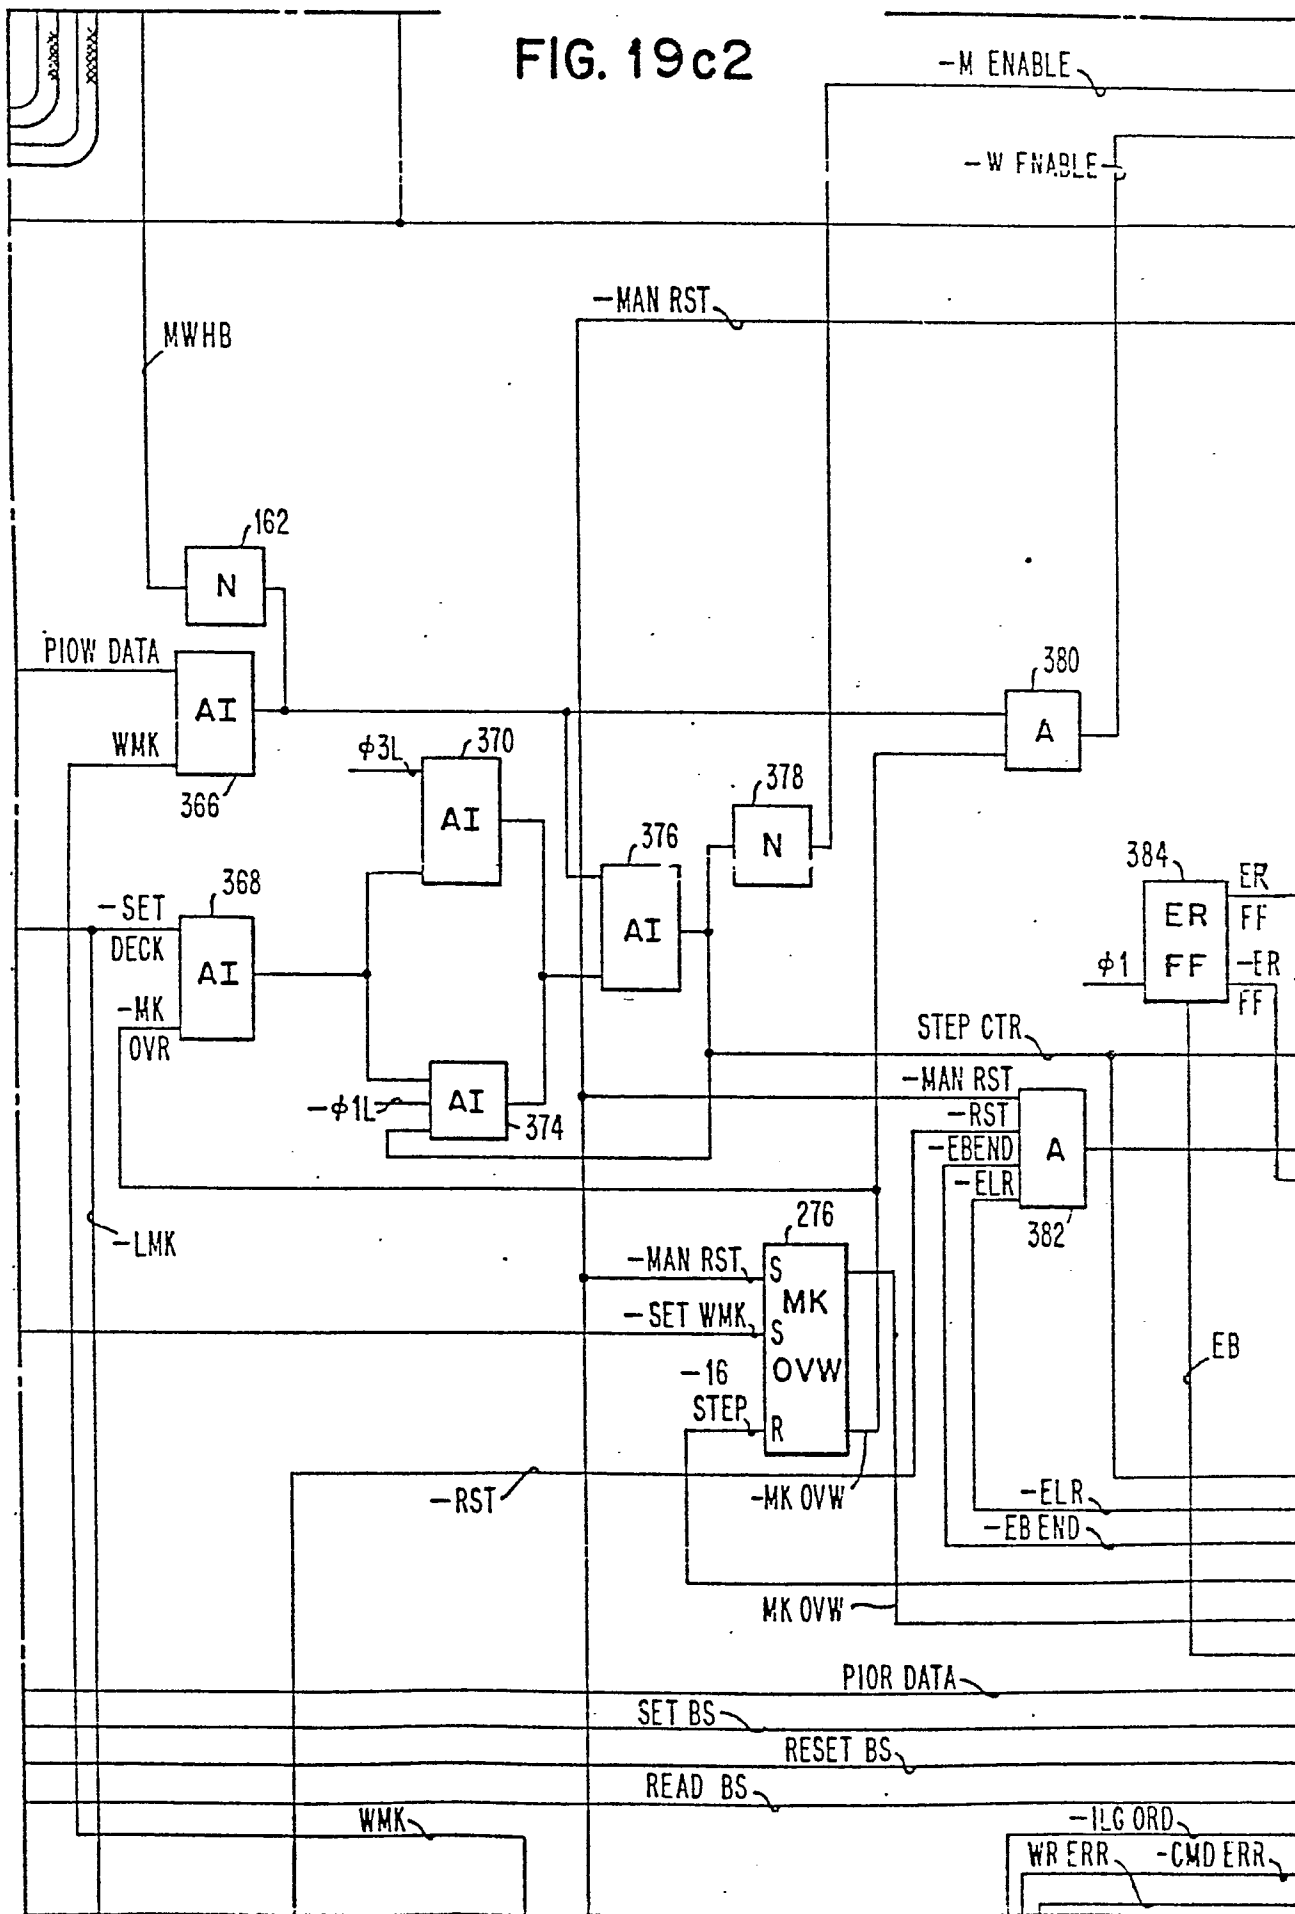 FIG. 19c2
-M ENABLE
-W ENABLE
-MAN RST
MWHB
162
N
PIOW DATA
AI
WMK
366
380
A
φ3L
370
AI
378
N
376
AI
384
ER
FF
ER
FF
-ER
FF
φ1
368
-SET
DECK
AI
-MK
OVR
STEP CTR
-MAN RST
-RST
-EBEND
-ELR
A
382
-φ1L
AI
374
-LMK
276
-MAN RST
S
MK
-SET WMK
S
OVW
-16
STEP
R
EB
-RST
-MK OVW
-ELR
-EB END
MK OVW
PIOR DATA
SET BS
RESET BS
READ BS
WMK
-ILG ORD
WR ERR
-CMD ERR